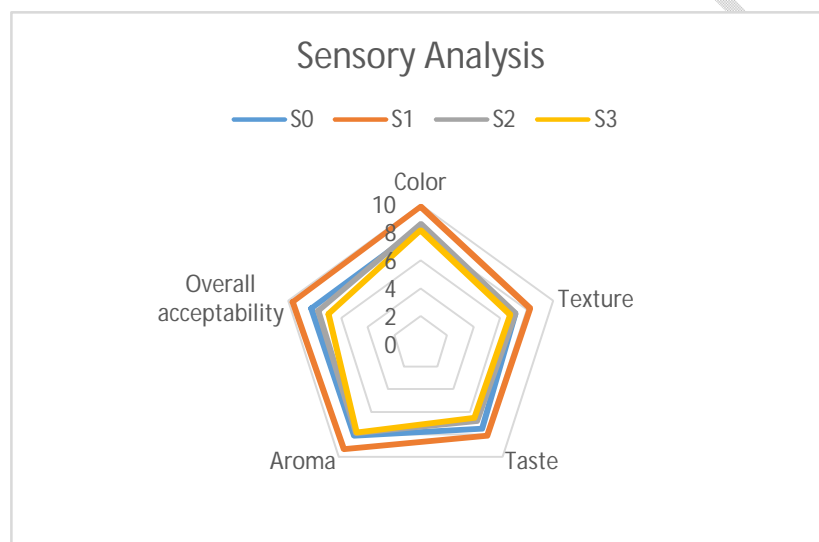 Sensory Analysis
S0 S1 S2 S3
Color
10
8
6
4
2
0
Texture
Taste
Aroma
Overall
acceptability